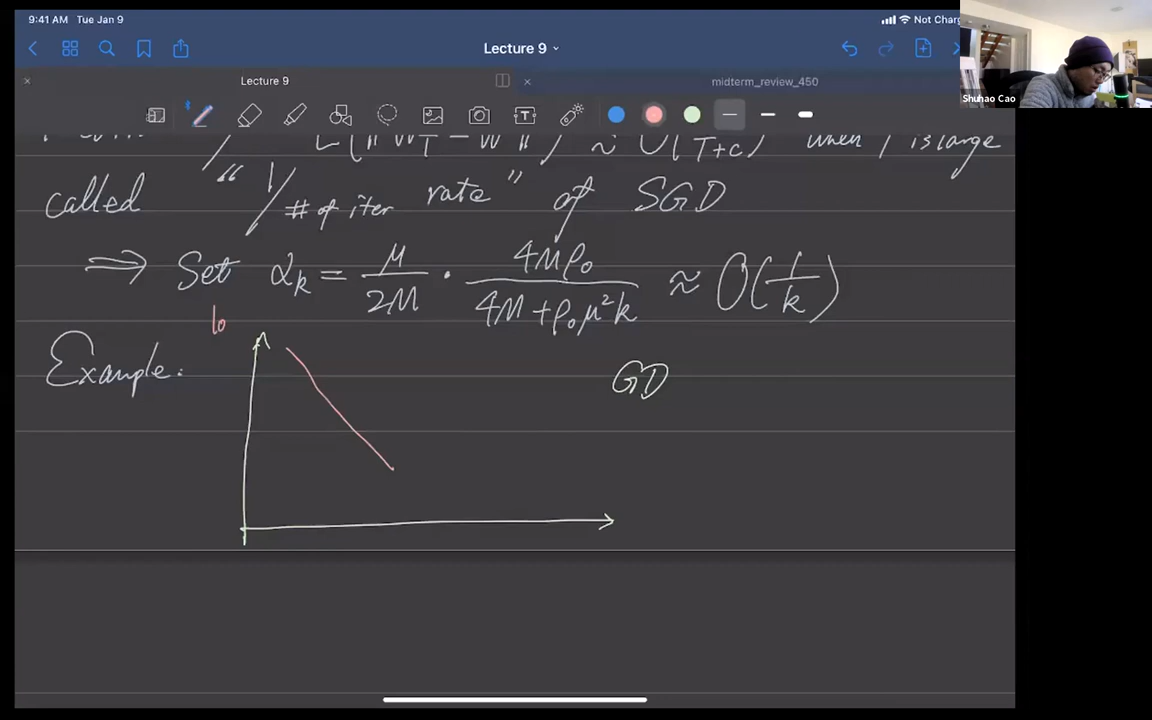 9:41 AM Tue Jan 9
Not Charg
Lecture 9
Shuhao Cao
Lecture 9
midterm_review_450
T+c) when T is large
called "1/# of iter rate" of SGD
⇒ Set α_k = μ/2M · 4Mρ₀/(4M+ρ₀μ²k) ≈ O(1/k)
lo
Example:
GD